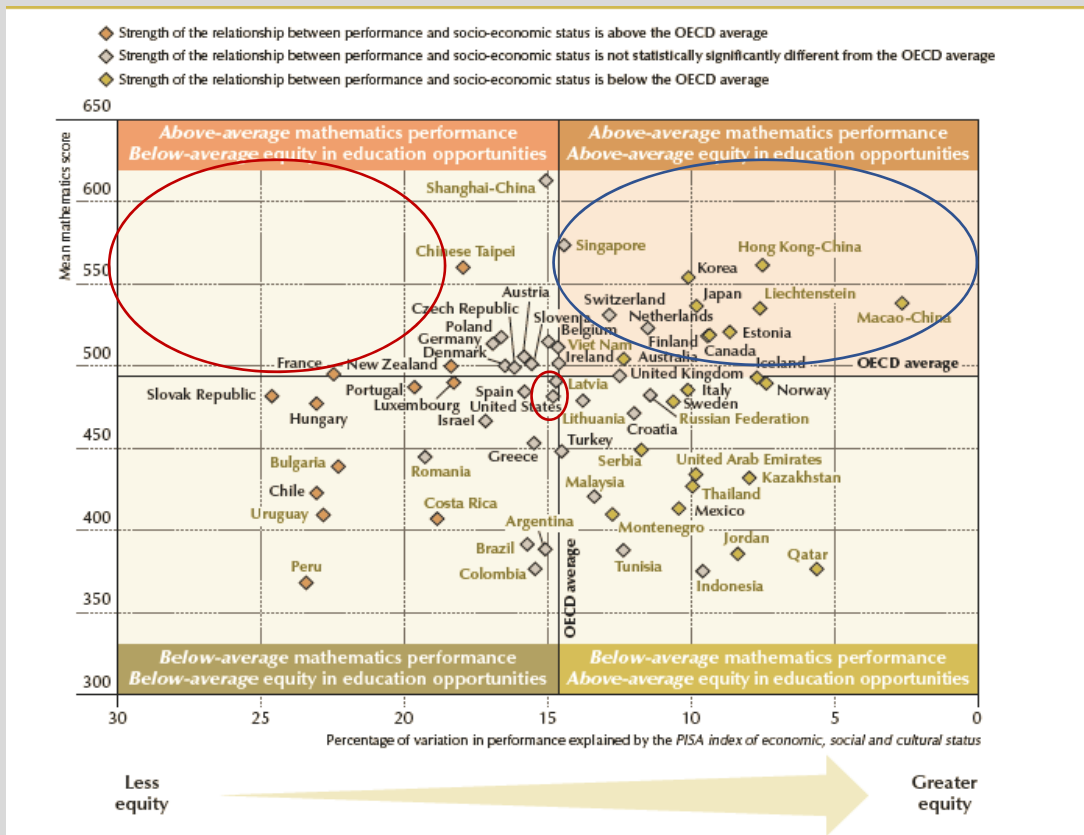 Strength of the relationship between performance and socio-economic status is above the OECD average
Strength of the relationship between performance and socio-economic status is not statistically significantly different from the OECD average
Strength of the relationship between performance and socio-economic status is below the OECD average
Mean mathematics score
650
600
550
500
450
400
350
300
Above-average mathematics performance
Below-average equity in education opportunities
Above-average mathematics performance
Above-average equity in education opportunities
Shanghai-China
Singapore
Hong Kong-China
Chinese Taipei
Korea
Austria
Switzerland
Japan
Liechtenstein
Czech Republic
Slovenia
Netherlands
Macao-China
Poland
Belgium
Germany
Viet Nam
Finland
Canada
Estonia
Denmark
Ireland
Australia
Iceland
OECD average
France
New Zealand
United Kingdom
Slovak Republic
Portugal
Spain
Latvia
Italy
Norway
Hungary
Luxembourg
United States
Sweden
Israel
Lithuania
Russian Federation
Croatia
Greece
Turkey
Bulgaria
Romania
Serbia
United Arab Emirates
Chile
Malaysia
Kazakhstan
Thailand
Uruguay
Costa Rica
Mexico
Argentina
Montenegro
Brazil
Jordan
Peru
Colombia
Tunisia
Qatar
Indonesia
OECD average
Below-average mathematics performance
Below-average equity in education opportunities
Below-average mathematics performance
Above-average equity in education opportunities
30
25
20
15
10
5
0
Percentage of variation in performance explained by the PISA index of economic, social and cultural status
Less
equity
Greater
equity